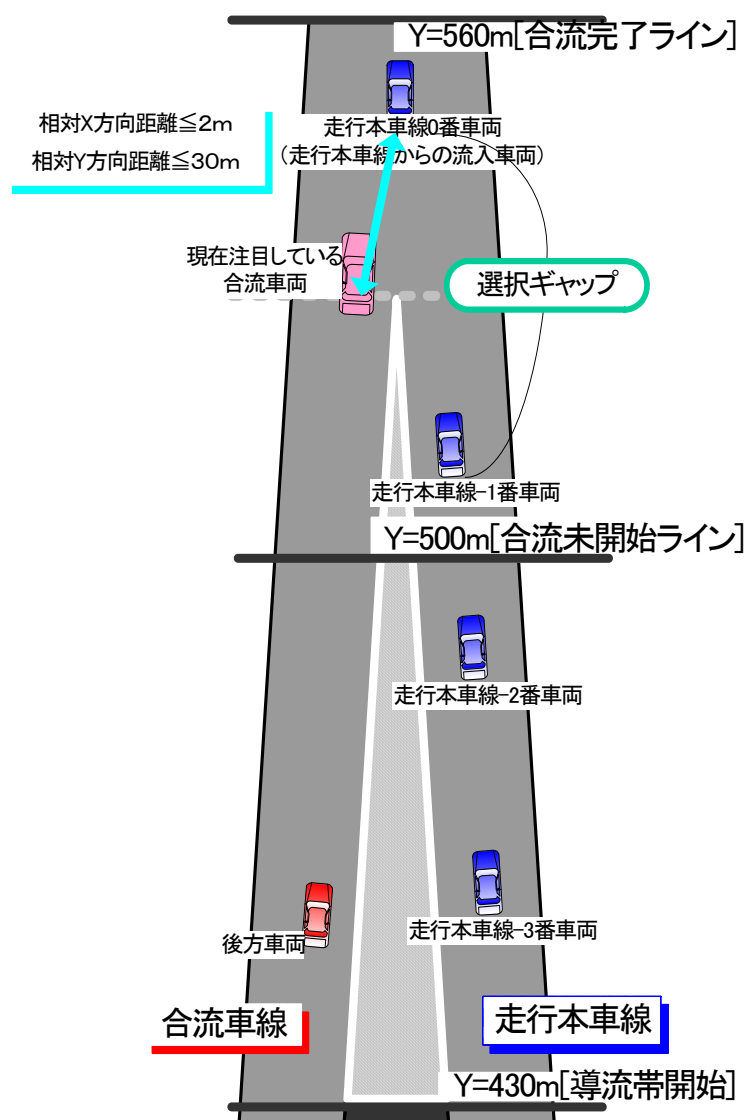 Y=560m[合流完了ライン]
相対X方向距離≦2m
相対Y方向距離≦30m
走行本車線0番車両
(走行本車線からの流入車両)
現在注目している
合流車両
選択ギャップ
走行本車線-1番車両
Y=500m[合流未開始ライン]
走行本車線-2番車両
走行本車線-3番車両
後方車両
合流車線
走行本車線
Y=430m[導流帯開始]